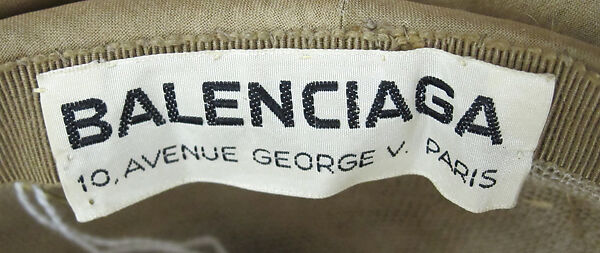 BALENCIAGA
10, AVENUE GEORGE V. PARIS